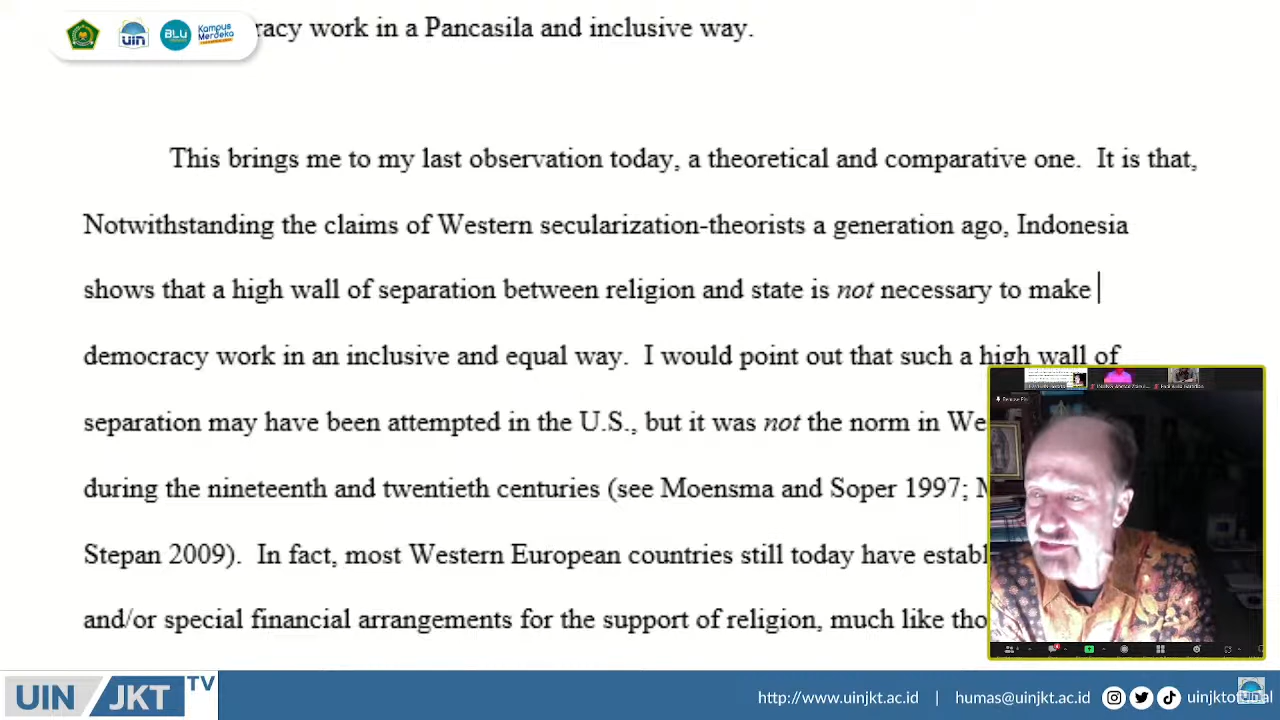 uin
BLU
Kampus
Merdeka
racy work in a Pancasila and inclusive way.
This brings me to my last observation today, a theoretical and comparative one. It is that,
Notwithstanding the claims of Western secularization-theorists a generation ago, Indonesia
shows that a high wall of separation between religion and state is not necessary to make
democracy work in an inclusive and equal way. I would point out that such a high wall of
separation may have been attempted in the U.S., but it was not the norm in We
during the nineteenth and twentieth centuries (see Moensma and Soper 1997;
Stepan 2009). In fact, most Western European countries still today have establ
and/or special financial arrangements for the support of religion, much like tho
UIN JKT TV
http://www.uinjkt.ac.id | humas@uinjkt.ac.id